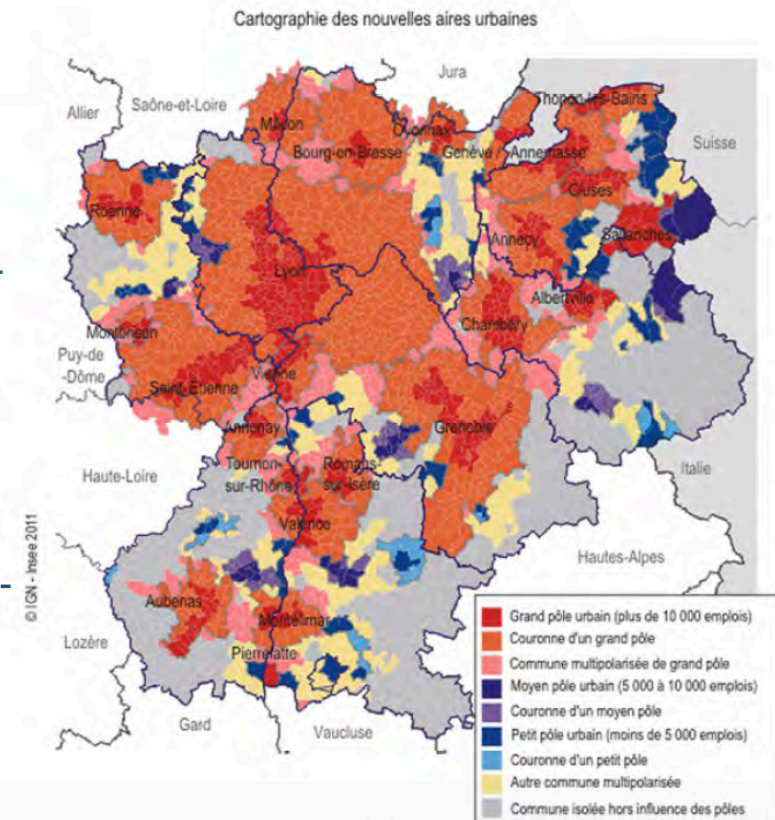 Cartographie des nouvelles aires urbaines
Jura
Allier
Saône-et-Loire
Thonon-les-Bains
Mâcon
Oyonnax
Bourg-en-Bresse
Genève / Annemasse
Suisse
Cluses
Roanne
Annecy
Sallanches
Lyon
Albertville
Montbrison
Chambéry
Puy-de
-Dôme
Saint-Etienne
Vienne
Annonay
Grenoble
Haute-Loire
Tournon-
sur-Rhône
Romans-
sur-Isère
Italie
Valence
© IGN - Insee 2011
Hautes-Alpes
Aubenas
Montélimar
Lozère
Pierrelatte
Gard
Vaucluse
Grand pôle urbain (plus de 10 000 emplois)
Couronne d'un grand pôle
Commune multipolarisée de grand pôle
Moyen pôle urbain (5 000 à 10 000 emplois)
Couronne d'un moyen pôle
Petit pôle urbain (moins de 5 000 emplois)
Couronne d'un petit pôle
Autre commune multipolarisée
Commune isolée hors influence des pôles